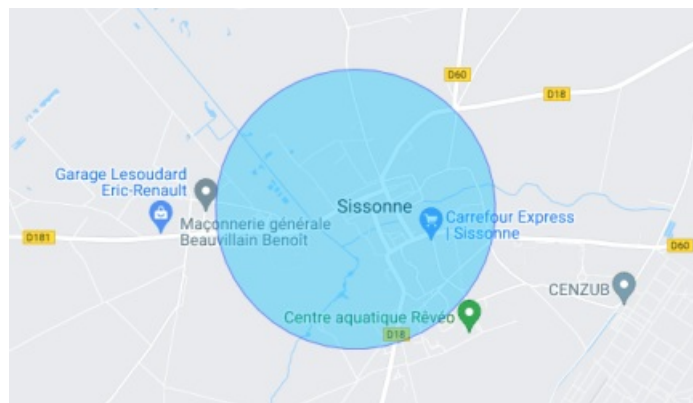 D60
D18
Garage Lesoudard
Eric-Renault
Maçonnerie générale
Beauvillain Benoît
Sissonne
Carrefour Express
| Sissonne
D181
D60
CENZUB
Centre aquatique Rêvéo
D18